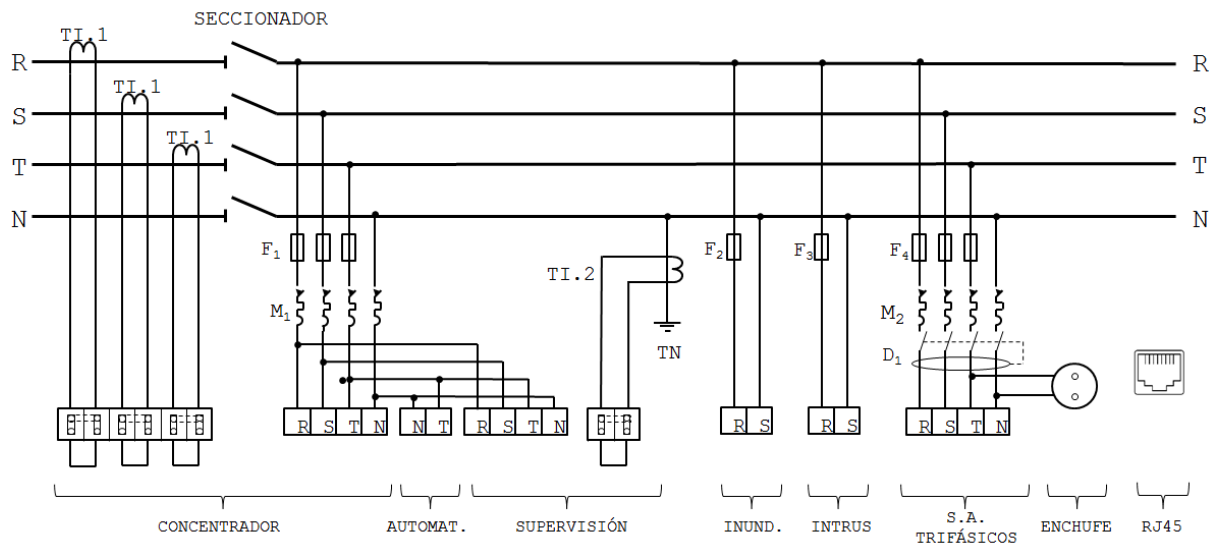 SECCIONADOR
TI.1
R R
TI.1
S S
TI.1
T T
N N
F₁ TI.2 F₂ F₃ F₄
M₁ M₂
TN D₁
R S T N N T R S T N R S R S R S T N
CONCENTRADOR AUTOMAT. SUPERVISIÓN INUND. INTRUS S.A. TRIFÁSICOS ENCHUFE RJ45